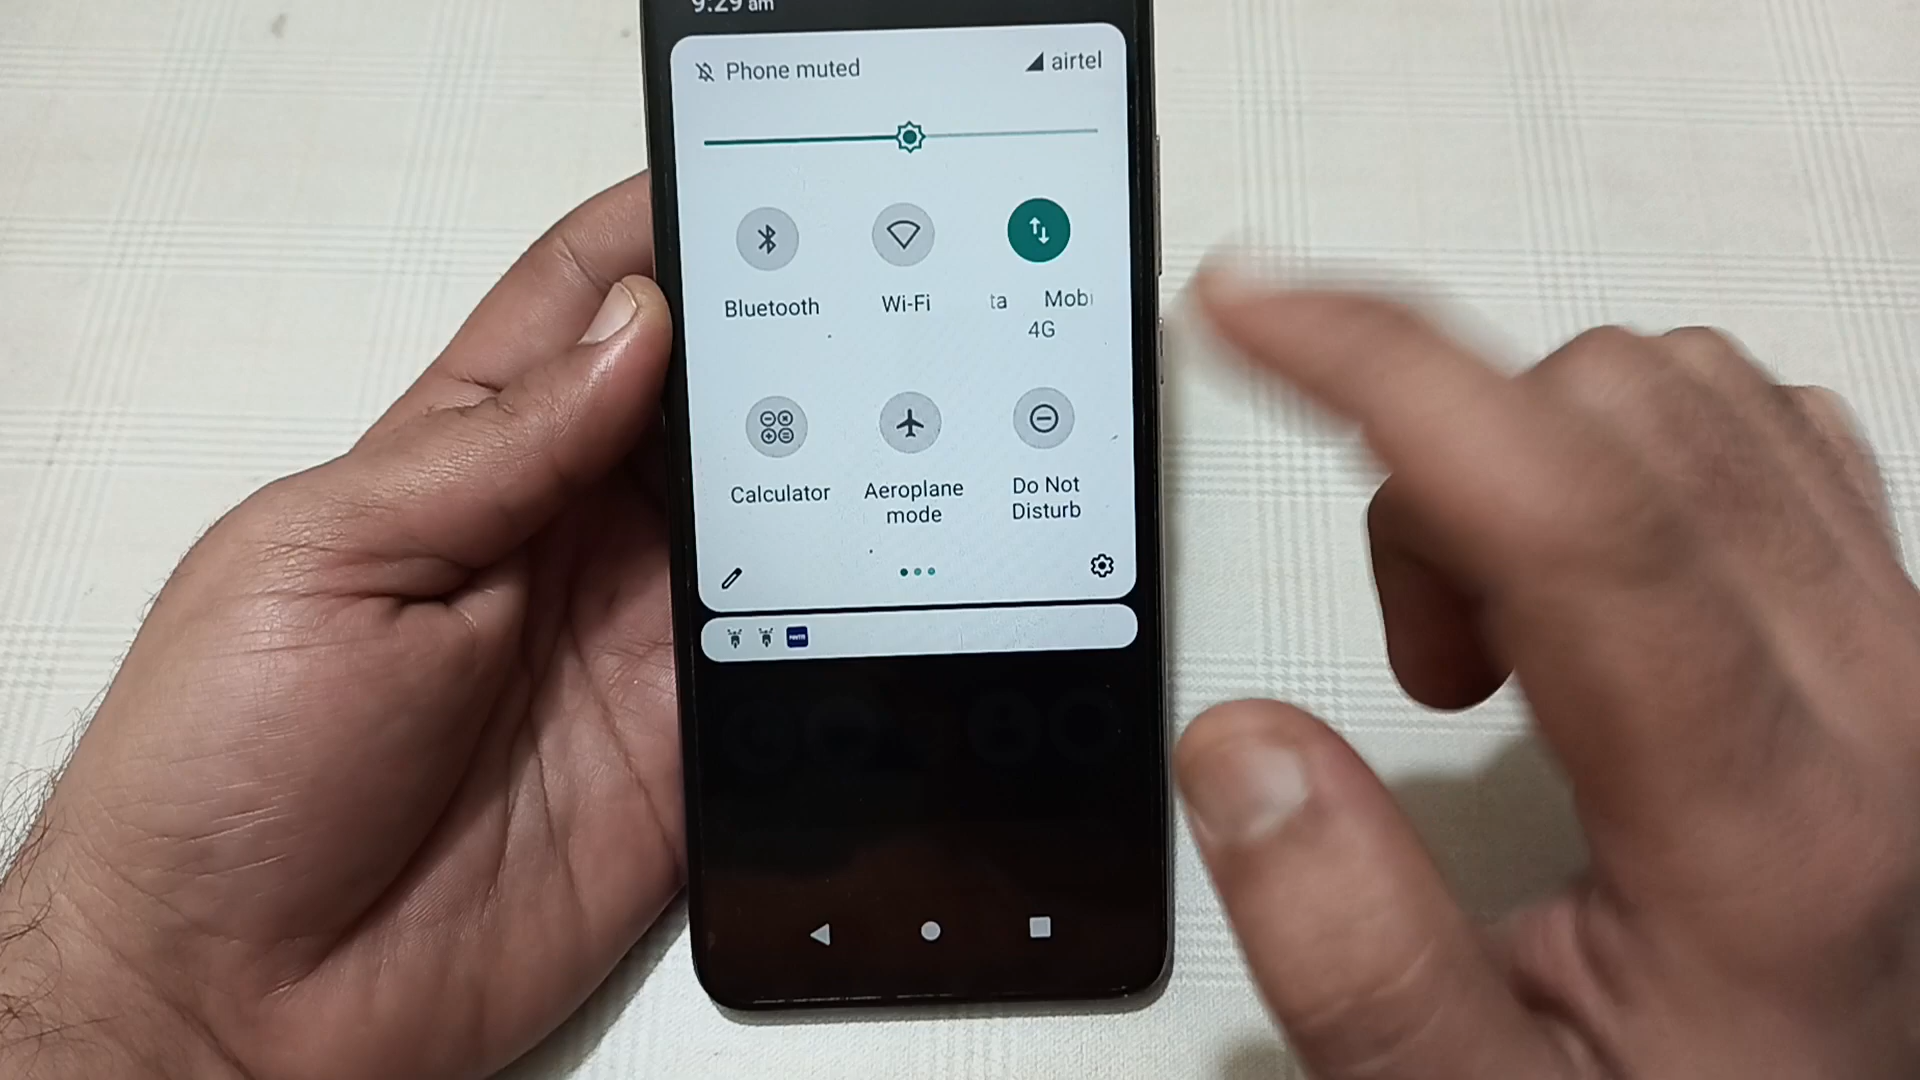 9:29 am
Phone muted
airtel
Bluetooth
Wi-Fi
ta Mobi
4G
Calculator
Aeroplane
mode
Do Not
Disturb